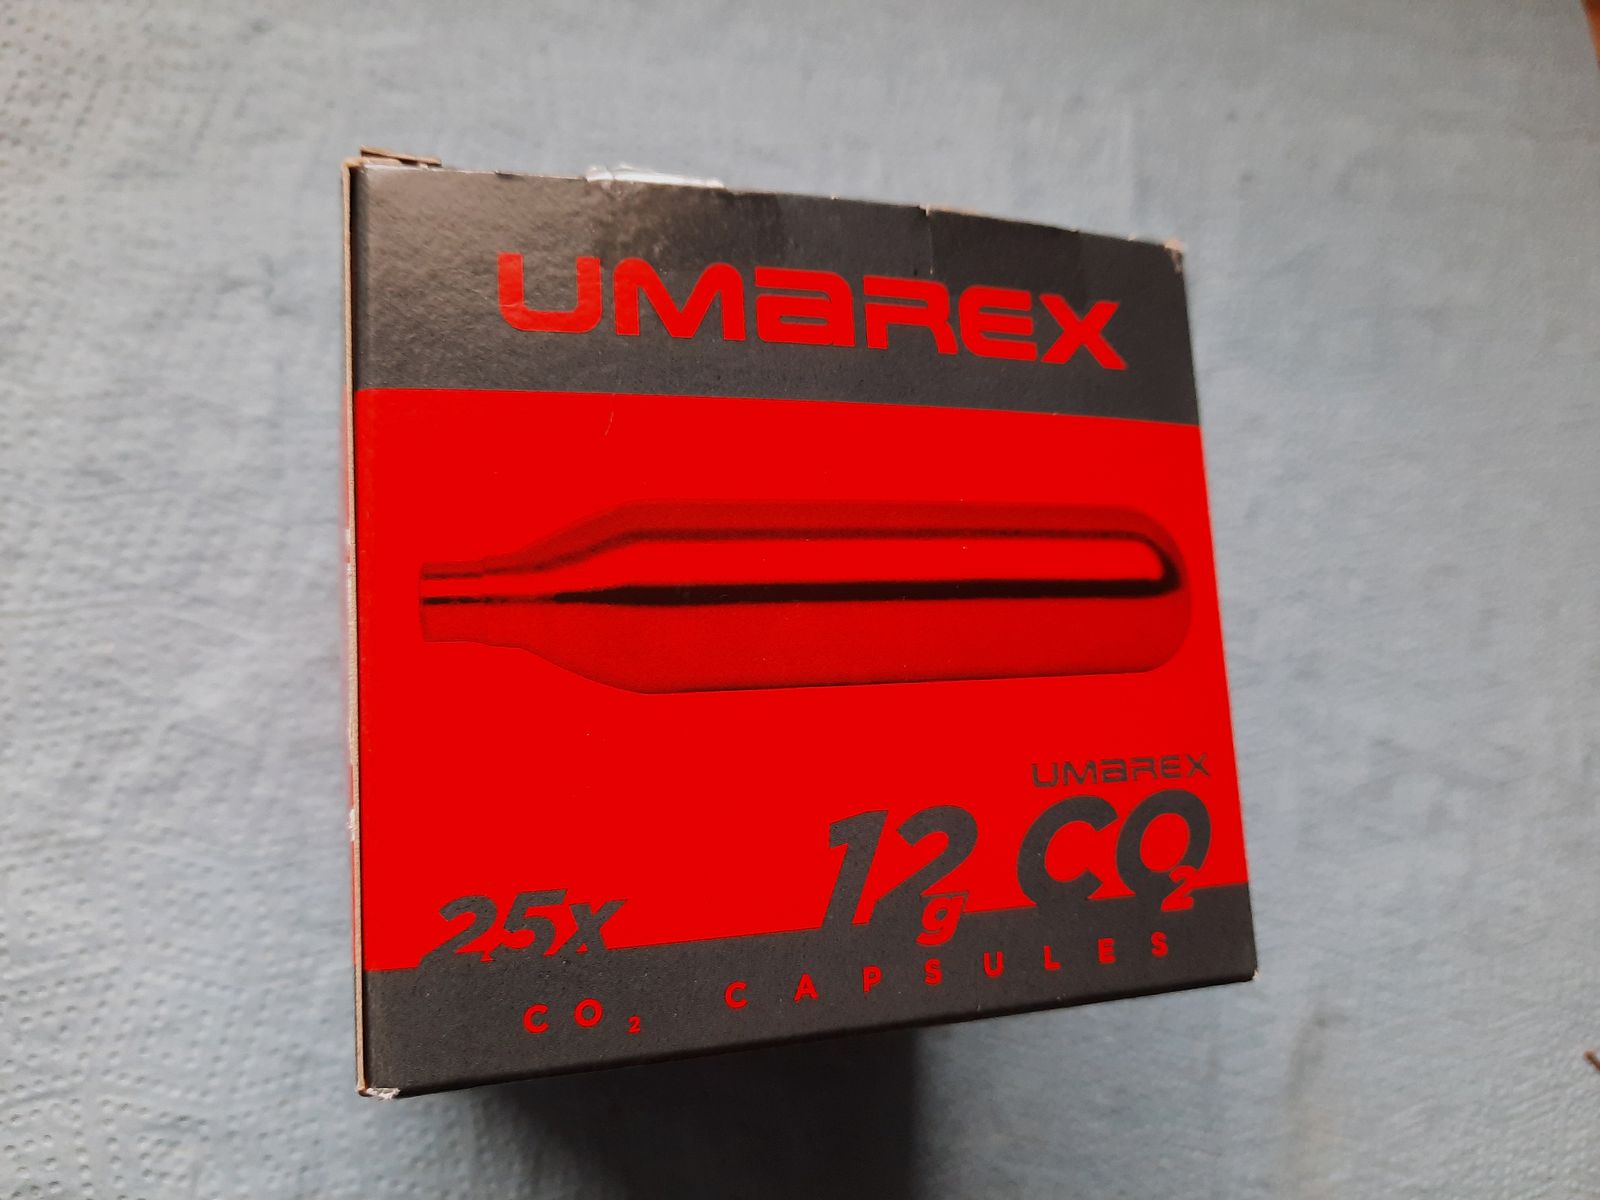 UMAREX
UMAREX
25x 12g CO2
CO2 CAPSULES